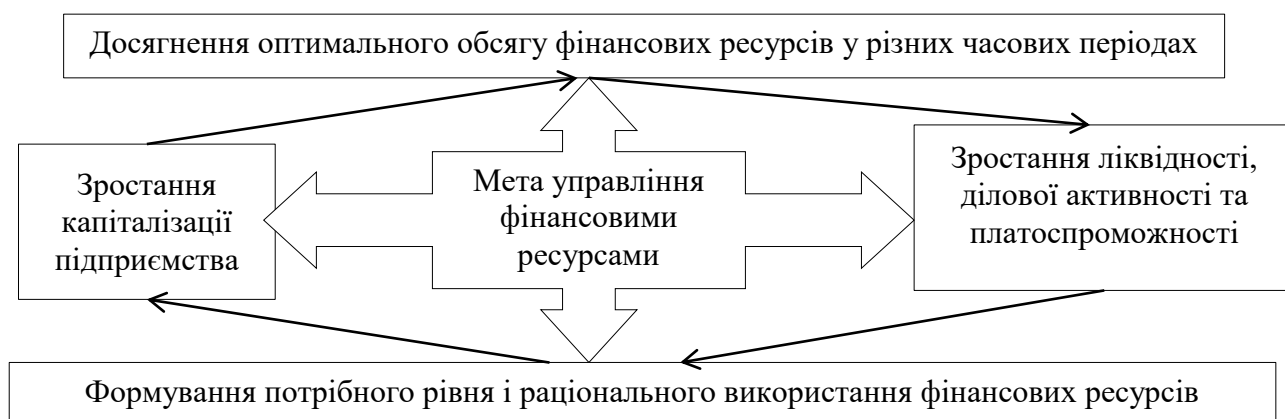 Досягнення оптимального обсягу фінансових ресурсів у різних часових періодах
Зростання
капіталізації
підприємства
Мета управління
фінансовими
ресурсами
Зростання ліквідності,
ділової активності та
платоспроможності
Формування потрібного рівня і раціонального використання фінансових ресурсів